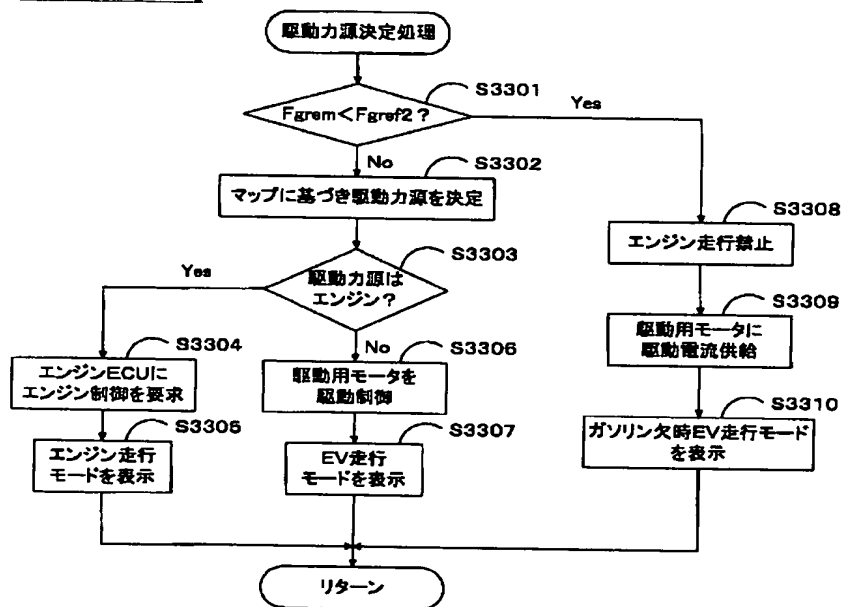 駆動力源決定処理
S3301
Fgrem＜Fgref2？
Yes
No
S3302
マップに基づき駆動力源を決定
S3308
エンジン走行禁止
S3303
Yes
駆動力源は
エンジン？
S3309
駆動用モータに
駆動電流供給
S3304
No
S3306
エンジンECUに
エンジン制御を要求
駆動用モータを
駆動制御
S3310
ガソリン欠時EV走行モード
を表示
S3305
エンジン走行
モードを表示
S3307
EV走行
モードを表示
リターン